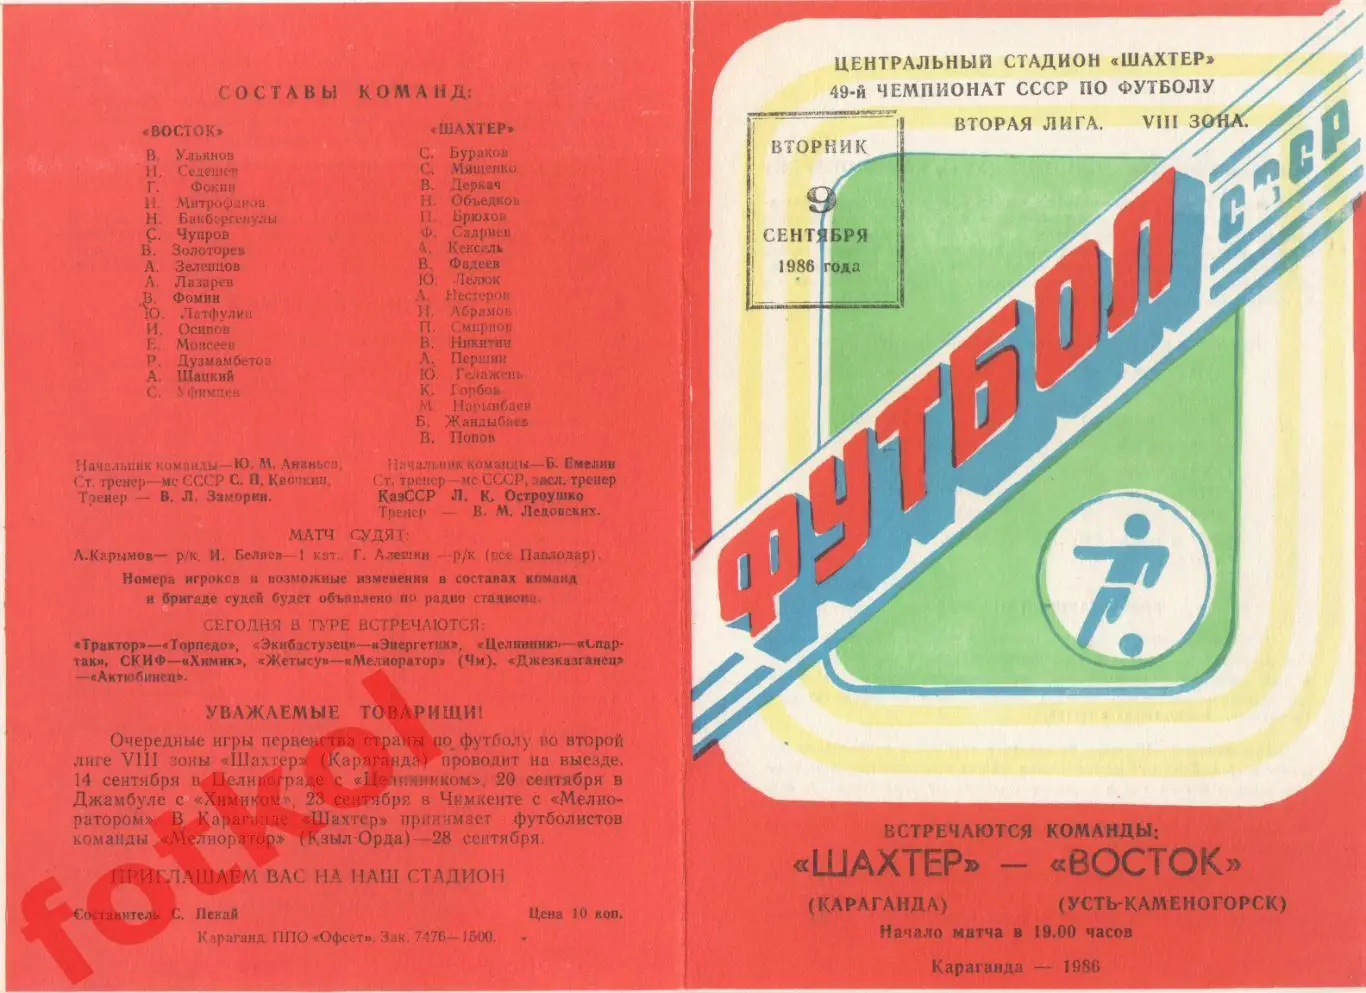 СОСТАВЫ КОМАНД:
«ВОСТОК»
В. Ульянов
Н. Седешев
Г. Фокин
И. Митрофанов
Н. Бакбергенулы
С. Чупров
В. Золоторев
А. Зеленцов
А. Лазарев
В. Фомин
Ю. Латфулин
И. Осипов
Е. Моисеев
Р. Дузмамбетов
А. Шацкий
С. Уфимцев
«ШАХТЕР»
С. Бураков
С. Мищенко
В. Деркач
Н. Объедков
П. Брюхов
Ф. Садриев
А. Кексель
В. Фадеев
Ю. Лелюк
А. Нестеров
Н. Абрамов
П. Смирнов
В. Никитин
А. Першин
Ю. Гелажень
К. Горбов
М. Нарынбаев
Б. Жандыбаев
В. Попов
Начальник команды—Ю. М. Ананьев,
Ст. тренер—мс СССР С. П. Квочкин,
Тренер — В. Л. Заморин.
Начальник команды—Б. Емелин
Ст. тренер—мс СССР, засл. тренер
КазССР Л. К. Остроушко
Тренер — В. М. Ледовских.
МАТЧ СУДЯТ:
А.Карымов— р/к, И. Беляев—1 кат., Г. Алешин —р/к (все Павлодар).
Номера игроков и возможные изменения в составах команд
и бригаде судей будет объявлено по радио стадиона.
СЕГОДНЯ В ТУРЕ ВСТРЕЧАЮТСЯ:
«Трактор»—«Торпедо», «Экибастузец»—«Энергетик», «Целинник»—«Спар-
так», СКИФ—«Химик», «Жетысу»—«Мелиоратор» (Чм), «Джезказганец»
—«Актюбинец».
УВАЖАЕМЫЕ ТОВАРИЩИ!
Очередные игры первенства страны по футболу во второй
лиге VIII зоны «Шахтер» (Караганда) проводит на выезде.
14 сентября в Целинограде с «Целинником», 20 сентября в
Джамбуле с «Химиком», 23 сентября в Чимкенте с «Мелио-
ратором». В Караганде «Шахтер» принимает футболистов
команды «Мелиоратор» (Кзыл-Орда)—28 сентября.
ПРИГЛАШАЕМ ВАС НА НАШ СТАДИОН
Составитель С. Пекай
Цена 10 коп.
Караганд. ППО «Офсет». Зак. 7476—1500.
fotkol
ЦЕНТРАЛЬНЫЙ СТАДИОН «ШАХТЕР»
49-й ЧЕМПИОНАТ СССР ПО ФУТБОЛУ
ВТОРАЯ ЛИГА. VIII ЗОНА.
ВТОРНИК
9
СЕНТЯБРЯ
1986 года
ФУТБОЛ
СССР
ВСТРЕЧАЮТСЯ КОМАНДЫ:
«ШАХТЕР» — «ВОСТОК»
(КАРАГАНДА) (УСТЬ-КАМЕНОГОРСК)
Начало матча в 19.00 часов
Караганда — 1986